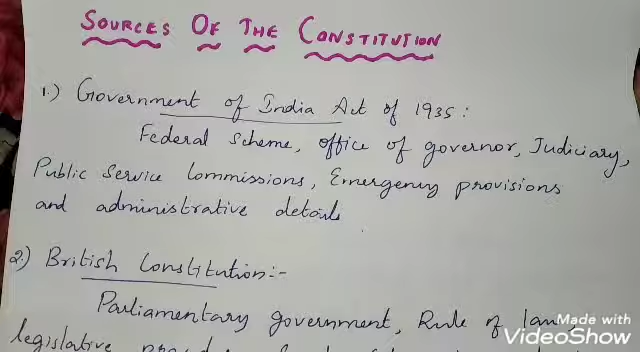 SOURCES OF THE CONSTITUTION
1.) Government of India Act of 1935:
Federal Scheme, office of governor, Judiciary,
Public Service Commissions, Emergency provisions
and administrative details
2) British Constitution:-
Parliamentary government, Rule of law,
legislative
Made with
VideoShow